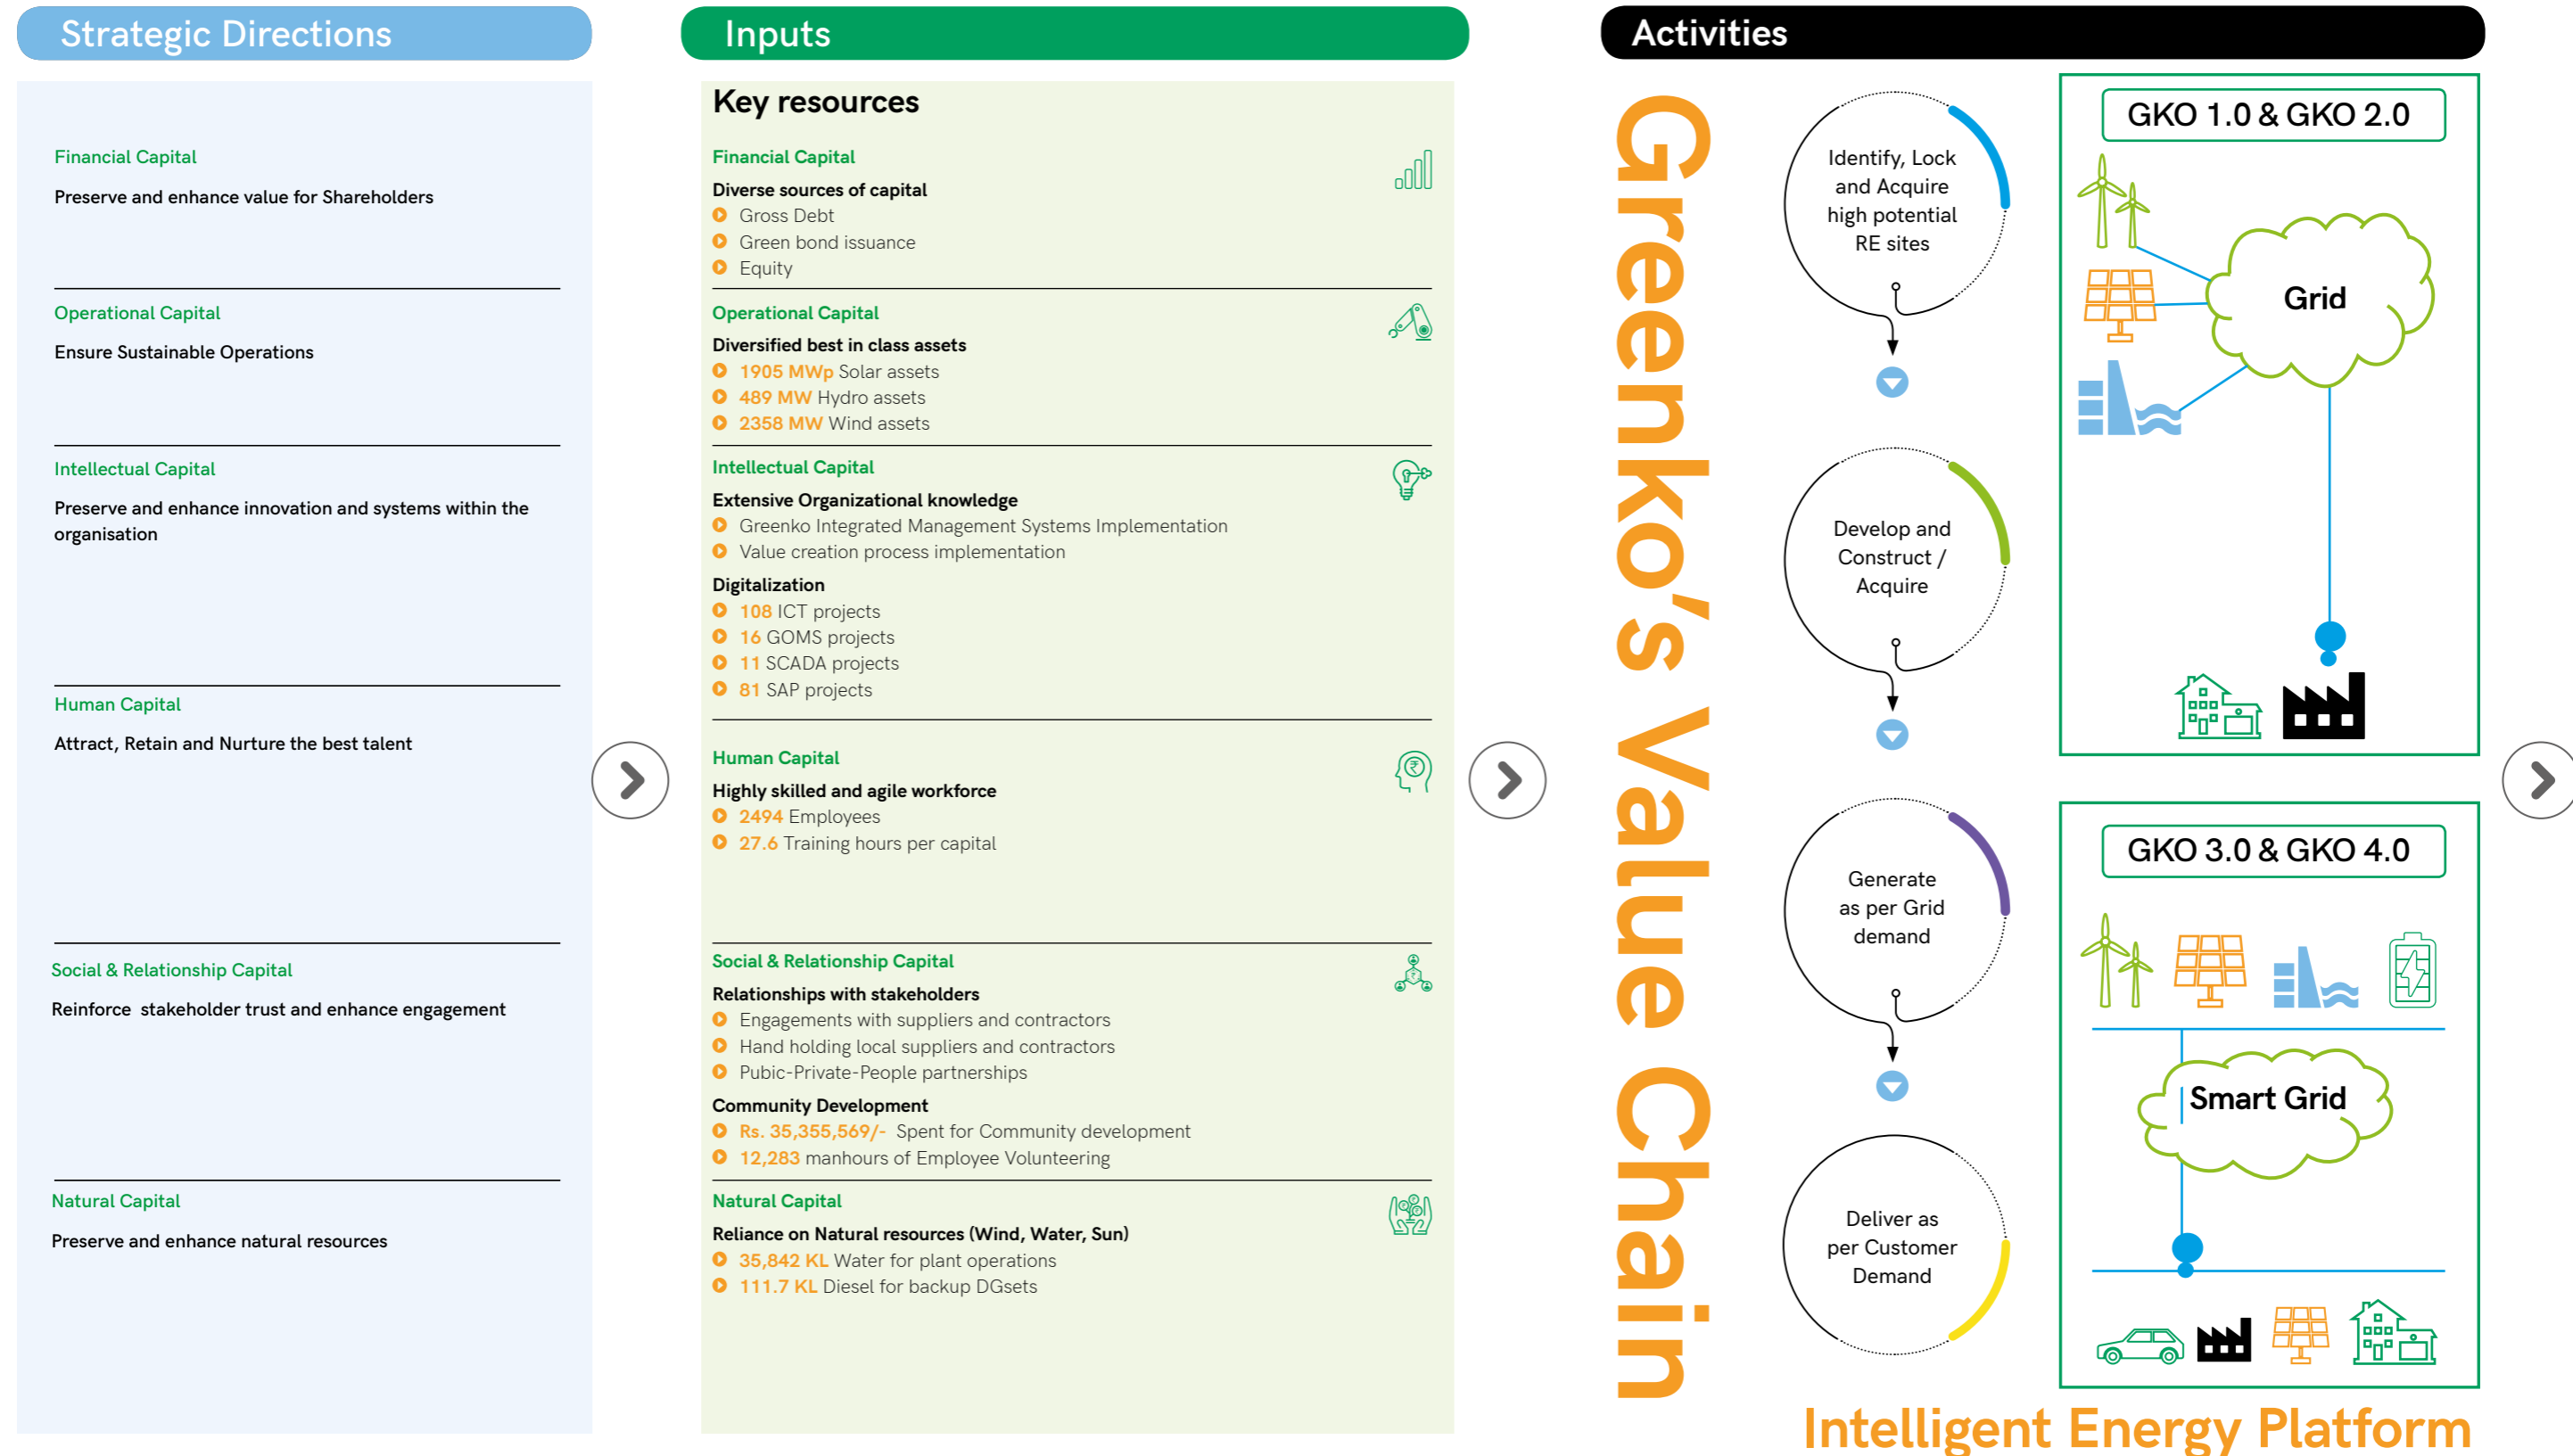 Strategic Directions
Financial Capital
Preserve and enhance value for Shareholders
Operational Capital
Ensure Sustainable Operations
Intellectual Capital
Preserve and enhance innovation and systems within the
organisation
Human Capital
Attract, Retain and Nurture the best talent
Social & Relationship Capital
Reinforce stakeholder trust and enhance engagement
Natural Capital
Preserve and enhance natural resources
Inputs
Key resources
Financial Capital
Diverse sources of capital
Gross Debt
Green bond issuance
Equity
Operational Capital
Diversified best in class assets
1905 MWp Solar assets
489 MW Hydro assets
2358 MW Wind assets
Intellectual Capital
Extensive Organizational knowledge
Greenko Integrated Management Systems Implementation
Value creation process implementation
Digitalization
108 ICT projects
16 GOMS projects
11 SCADA projects
81 SAP projects
Human Capital
Highly skilled and agile workforce
2494 Employees
27.6 Training hours per capital
Social & Relationship Capital
Relationships with stakeholders
Engagements with suppliers and contractors
Hand holding local suppliers and contractors
Pubic-Private-People partnerships
Community Development
Rs. 35,355,569/- Spent for Community development
12,283 manhours of Employee Volunteering
Natural Capital
Reliance on Natural resources (Wind, Water, Sun)
35,842 KL Water for plant operations
111.7 KL Diesel for backup DGsets
Activities
Greenko's Value Chain
Identify, Lock
and Acquire
high potential
RE sites
Develop and
Construct /
Acquire
Generate
as per Grid
demand
Deliver as
per Customer
Demand
GKO 1.0 & GKO 2.0
Grid
GKO 3.0 & GKO 4.0
Smart Grid
Intelligent Energy Platform